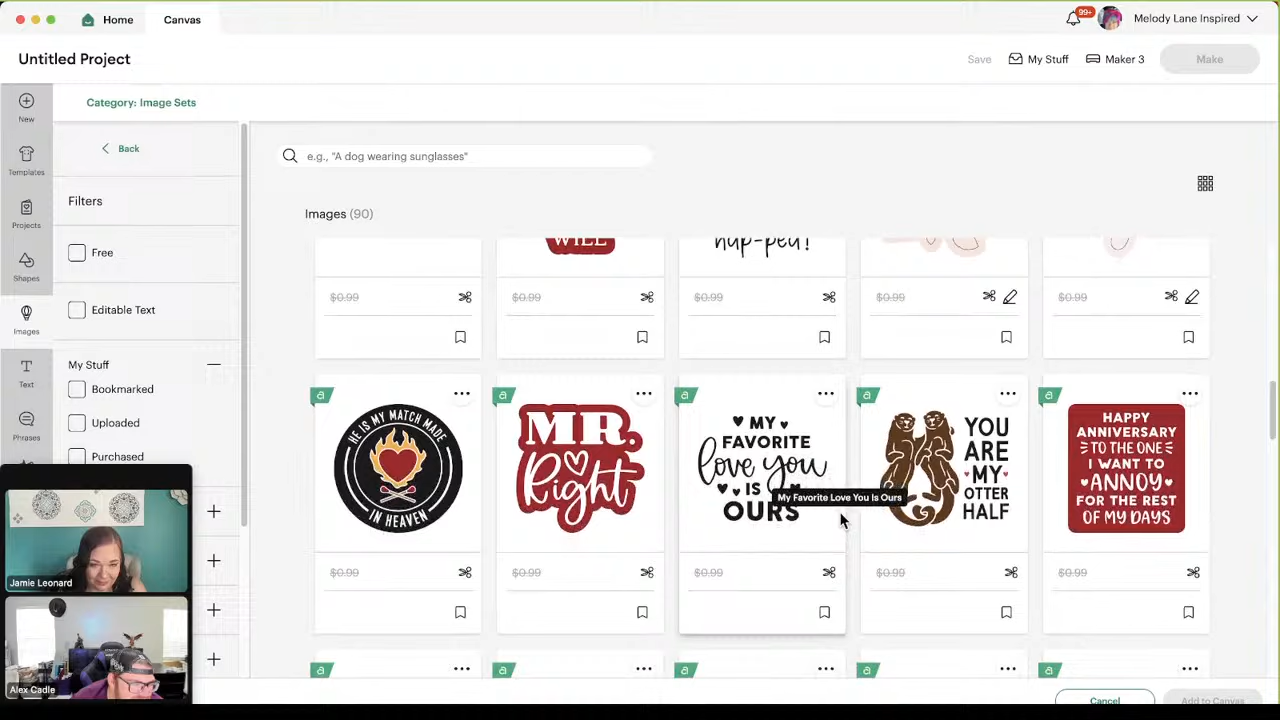 Home
Canvas
99+
Melody Lane Inspired
Untitled Project
Save
My Stuff
Maker 3
Make
New
Templates
Projects
Shapes
Images
Text
Phrases
Category: Image Sets
Back
Filters
Free
Editable Text
My Stuff
Bookmarked
Uploaded
Purchased
e.g., "A dog wearing sunglasses"
Images (90)
WILL
nap-ped!
$0.99
$0.99
$0.99
$0.99
$0.99
a
a
a
a
a
HE IS MY MATCH MADE
IN HEAVEN
MR.
Right
MY
FAVORITE
love you
IS
OURS
My Favorite Love You Is Ours
YOU
ARE
MY
OTTER
HALF
HAPPY
ANNIVERSARY
TO THE ONE
I WANT TO
ANNOY
FOR THE REST
OF MY DAYS
$0.99
$0.99
$0.99
$0.99
$0.99
a
a
a
a
a
Jamie Leonard
Alex Cadle
Cancel
Add to Canvas